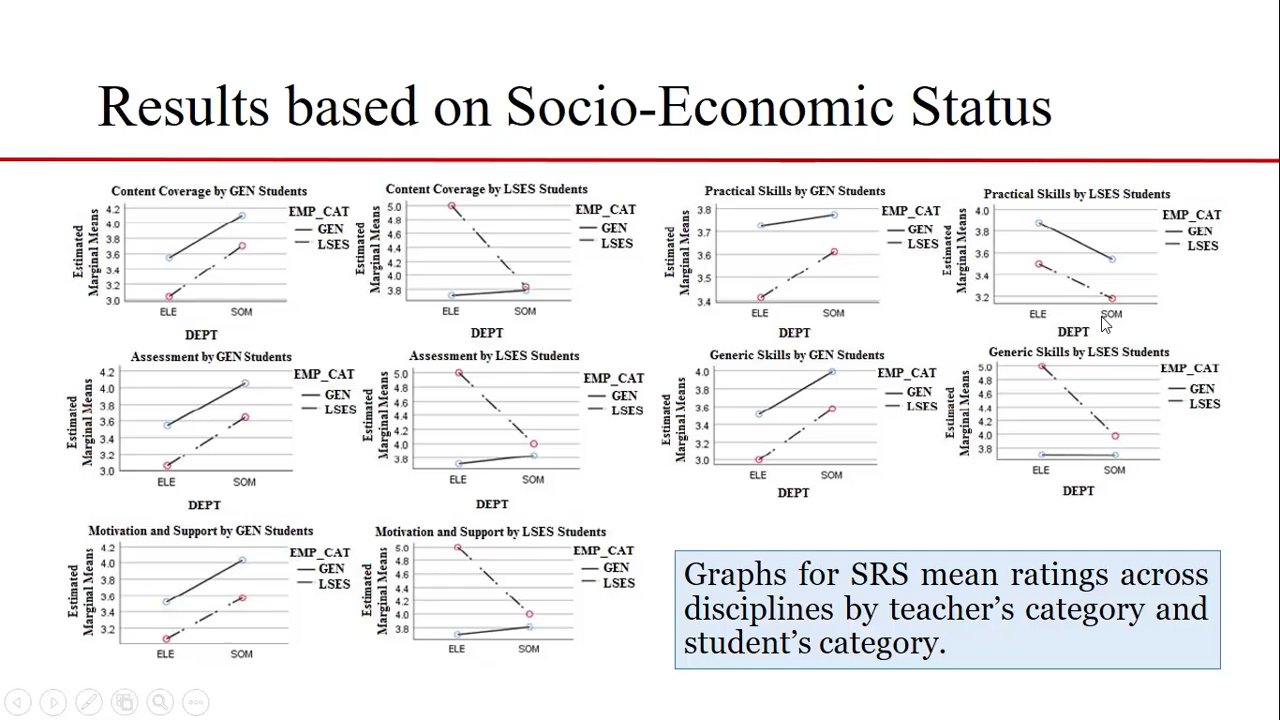 Results based on Socio-Economic Status
Content Coverage by GEN Students
Estimated
Marginal Means
4.2
4.0
3.8
3.6
3.4
3.2
3.0
ELE SOM
DEPT
EMP_CAT
GEN
LSES
Content Coverage by LSES Students
Estimated
Marginal Means
5.0
4.8
4.6
4.4
4.2
4.0
3.8
ELE SOM
DEPT
EMP_CAT
GEN
LSES
Practical Skills by GEN Students
Estimated
Marginal Means
3.8
3.7
3.6
3.5
3.4
ELE SOM
DEPT
EMP_CAT
GEN
LSES
Practical Skills by LSES Students
Estimated
Marginal Means
4.0
3.8
3.6
3.4
3.2
ELE SOM
DEPT
EMP_CAT
GEN
LSES
Assessment by GEN Students
Estimated
Marginal Means
4.2
4.0
3.8
3.6
3.4
3.2
3.0
ELE SOM
DEPT
EMP_CAT
GEN
LSES
Assessment by LSES Students
Estimated
Marginal Means
5.0
4.8
4.6
4.4
4.2
4.0
3.8
ELE SOM
DEPT
EMP_CAT
GEN
LSES
Generic Skills by GEN Students
Estimated
Marginal Means
4.0
3.8
3.6
3.4
3.2
3.0
ELE SOM
DEPT
EMP_CAT
GEN
LSES
Generic Skills by LSES Students
Estimated
Marginal Means
5.0
4.8
4.6
4.4
4.2
4.0
3.8
ELE SOM
DEPT
EMP_CAT
GEN
LSES
Motivation and Support by GEN Students
Estimated
Marginal Means
4.2
4.0
3.8
3.6
3.4
3.2
ELE SOM
DEPT
EMP_CAT
GEN
LSES
Motivation and Support by LSES Students
Estimated
Marginal Means
5.0
4.8
4.6
4.4
4.2
4.0
3.8
ELE SOM
DEPT
EMP_CAT
GEN
LSES
Graphs for SRS mean ratings across
disciplines by teacher's category and
student's category.